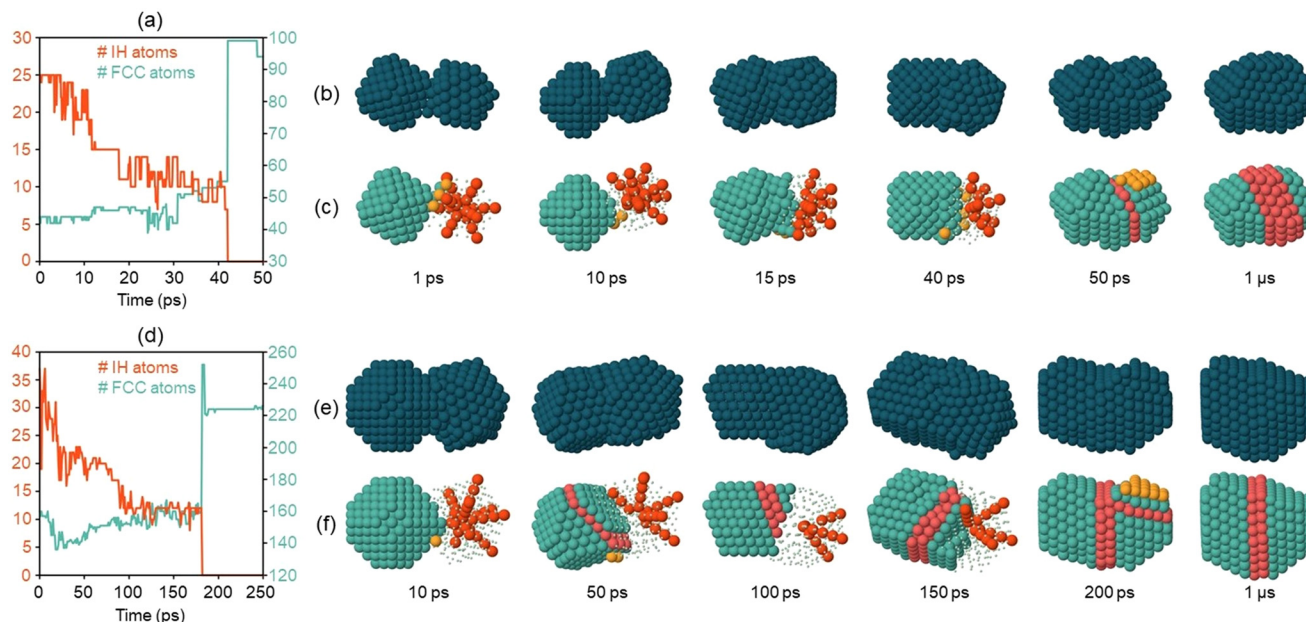 (a)
# IH atoms
# FCC atoms
30
25
20
15
10
5
0
100
90
80
70
60
50
40
30
0 10 20 30 40 50
Time (ps)
(b)
(c)
1 ps 10 ps 15 ps 40 ps 50 ps 1 µs
(d)
# IH atoms
# FCC atoms
40
35
30
25
20
15
10
5
0
260
240
220
200
180
160
140
120
0 50 100 150 200 250
Time (ps)
(e)
(f)
10 ps 50 ps 100 ps 150 ps 200 ps 1 µs